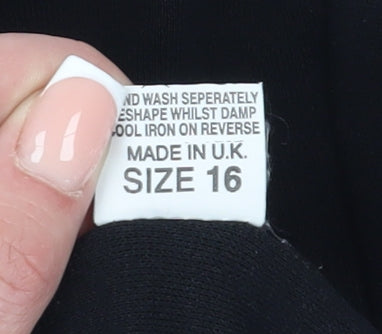 ND WASH SEPERATELY
ESHAPE WHILST DAMP
OOL IRON ON REVERSE
MADE IN U.K.
SIZE 16